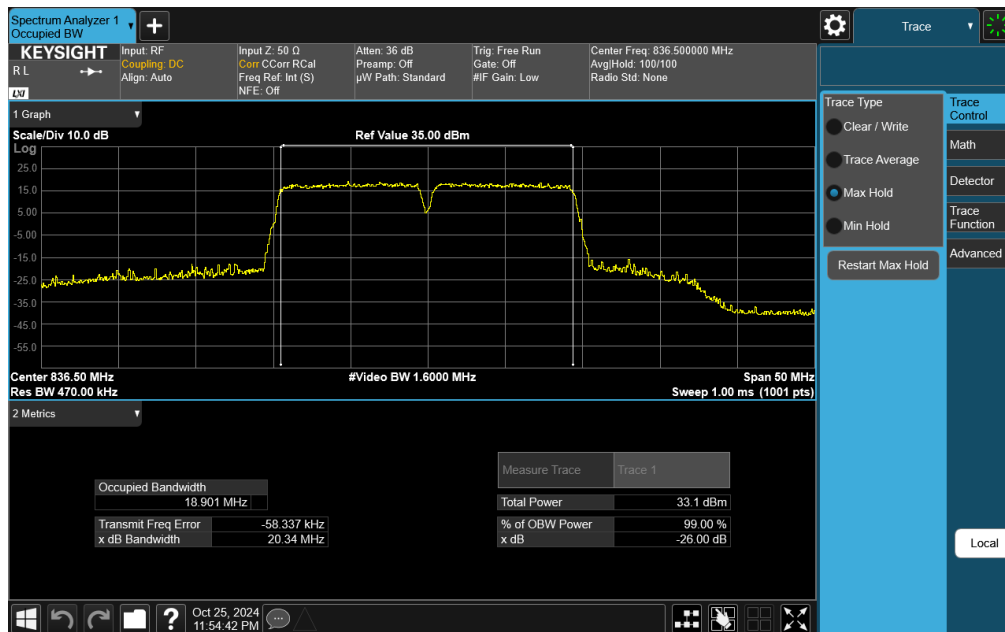 Spectrum Analyzer 1
Occupied BW
Trace
KEYSIGHT
R L
LXI
Input: RF
Coupling: DC
Align: Auto
Input Z: 50 Ω
Corr CCorr RCal
Freq Ref: Int (S)
NFE: Off
Atten: 36 dB
Preamp: Off
µW Path: Standard
Trig: Free Run
Gate: Off
#IF Gain: Low
Center Freq: 836.500000 MHz
Avg|Hold: 100/100
Radio Std: None
1 Graph
Scale/Div 10.0 dB
Ref Value 35.00 dBm
Log
25.0
15.0
5.00
-5.00
-15.0
-25.0
-35.0
-45.0
-55.0
Center 836.50 MHz
#Video BW 1.6000 MHz
Span 50 MHz
Res BW 470.00 kHz
Sweep 1.00 ms (1001 pts)
2 Metrics
Occupied Bandwidth
18.901 MHz
Transmit Freq Error -58.337 kHz
x dB Bandwidth 20.34 MHz
Measure Trace Trace 1
Total Power 33.1 dBm
% of OBW Power 99.00 %
x dB -26.00 dB
Trace Type
Clear / Write
Trace Average
Max Hold
Min Hold
Restart Max Hold
Trace
Control
Math
Detector
Trace
Function
Advanced
Local
?
Oct 25, 2024
11:54:42 PM